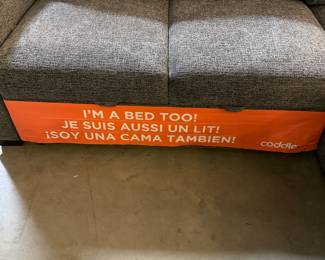 I'M A BED TOO!
JE SUIS AUSSI UN LIT!
¡SOY UNA CAMA TAMBIEN!
coddle